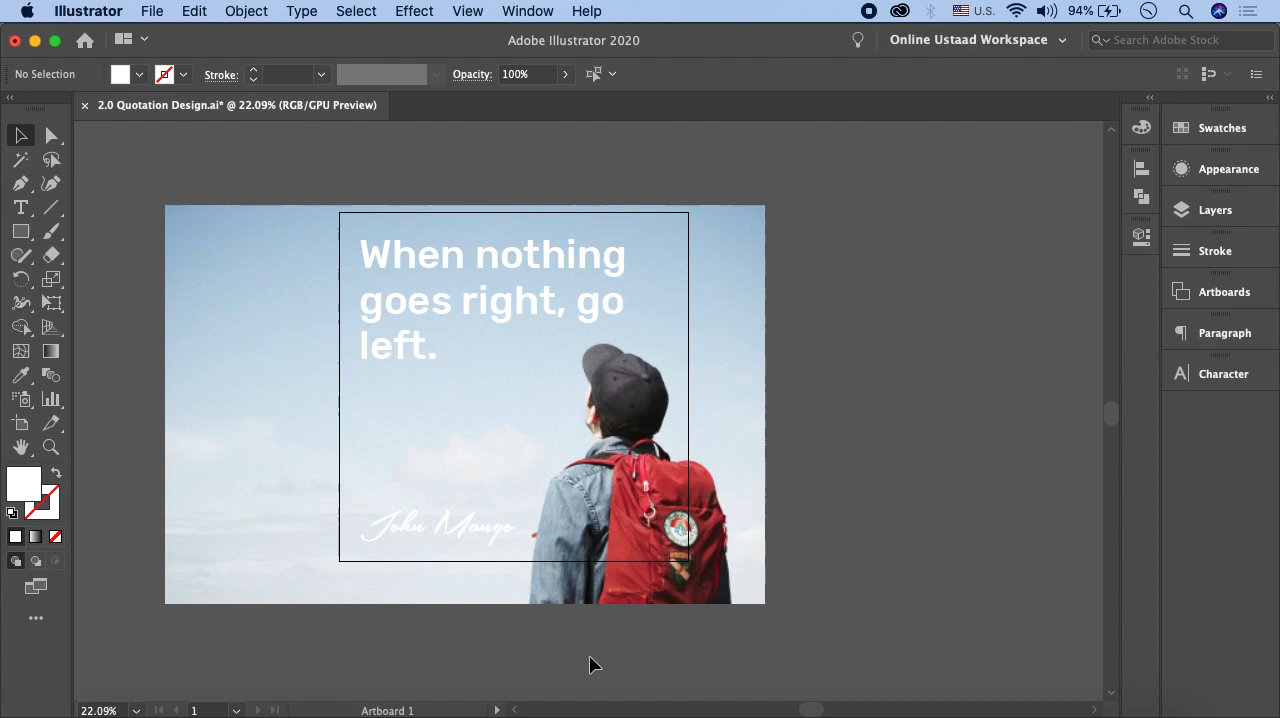 Illustrator File Edit Object Type Select Effect View Window Help U.S. 94%
Adobe Illustrator 2020 Online Ustaad Workspace Search Adobe Stock
No Selection Stroke: Opacity: 100%
× 2.0 Quotation Design.ai* @ 22.09% (RGB/GPU Preview)
Swatches
Appearance
Layers
Stroke
Artboards
Paragraph
Character
When nothing
goes right, go
left.
John Mango
22.09% 1 Artboard 1